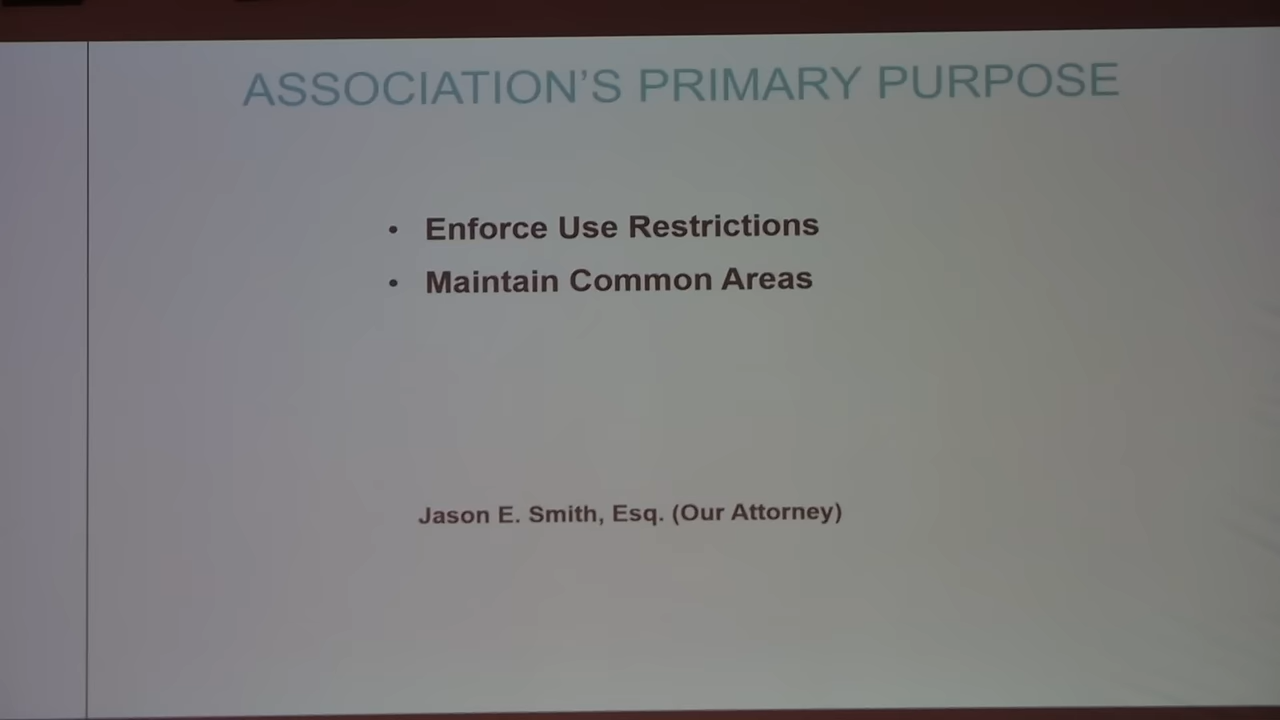 ASSOCIATION'S PRIMARY PURPOSE
• Enforce Use Restrictions
• Maintain Common Areas
Jason E. Smith, Esq. (Our Attorney)